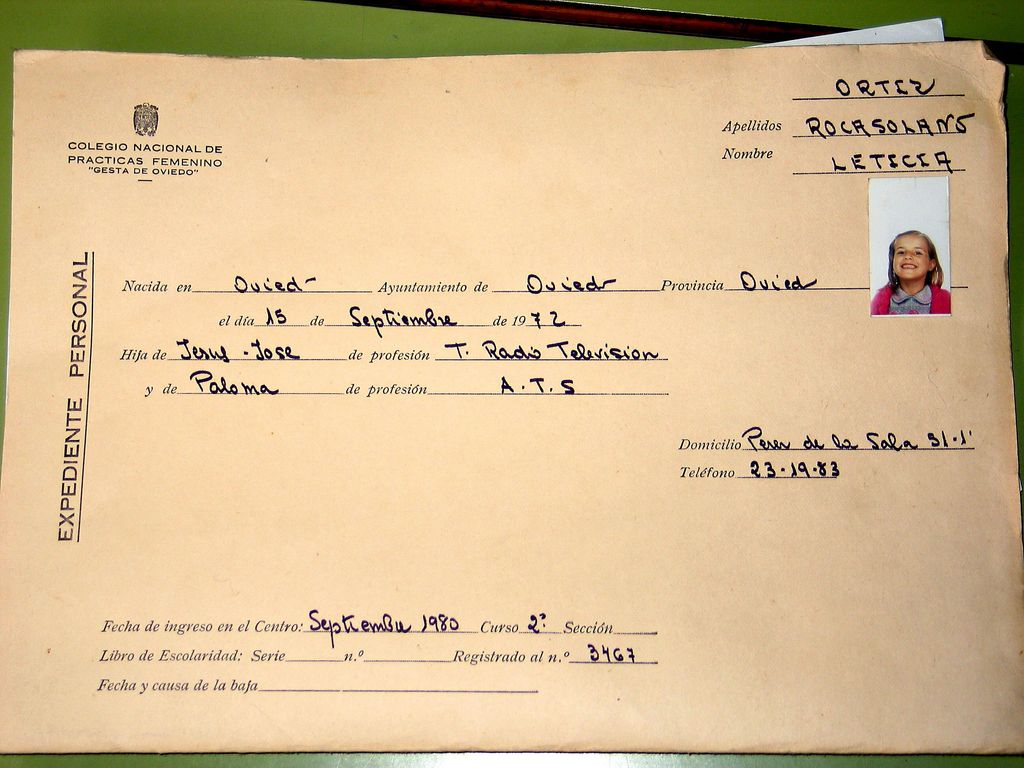 ORTIZ
Apellidos ROCASOLANO
Nombre LETICIA
COLEGIO NACIONAL DE
PRACTICAS FEMENINO
"GESTA DE OVIEDO"
EXPEDIENTE PERSONAL
Nacida en Oviedo Ayuntamiento de Oviedo Provincia Oviedo
el día 15 de Septiembre de 1972
Hija de Jesus - Jose de profesión T. Radio Television
y de Paloma de profesión A.T.S
Domicilio Perez de la Sala 31-1º
Teléfono 23-19-83
Fecha de ingreso en el Centro: Septiembre 1980 Curso 2º Sección
Libro de Escolaridad: Serie n.º Registrado al n.º 3467
Fecha y causa de la baja